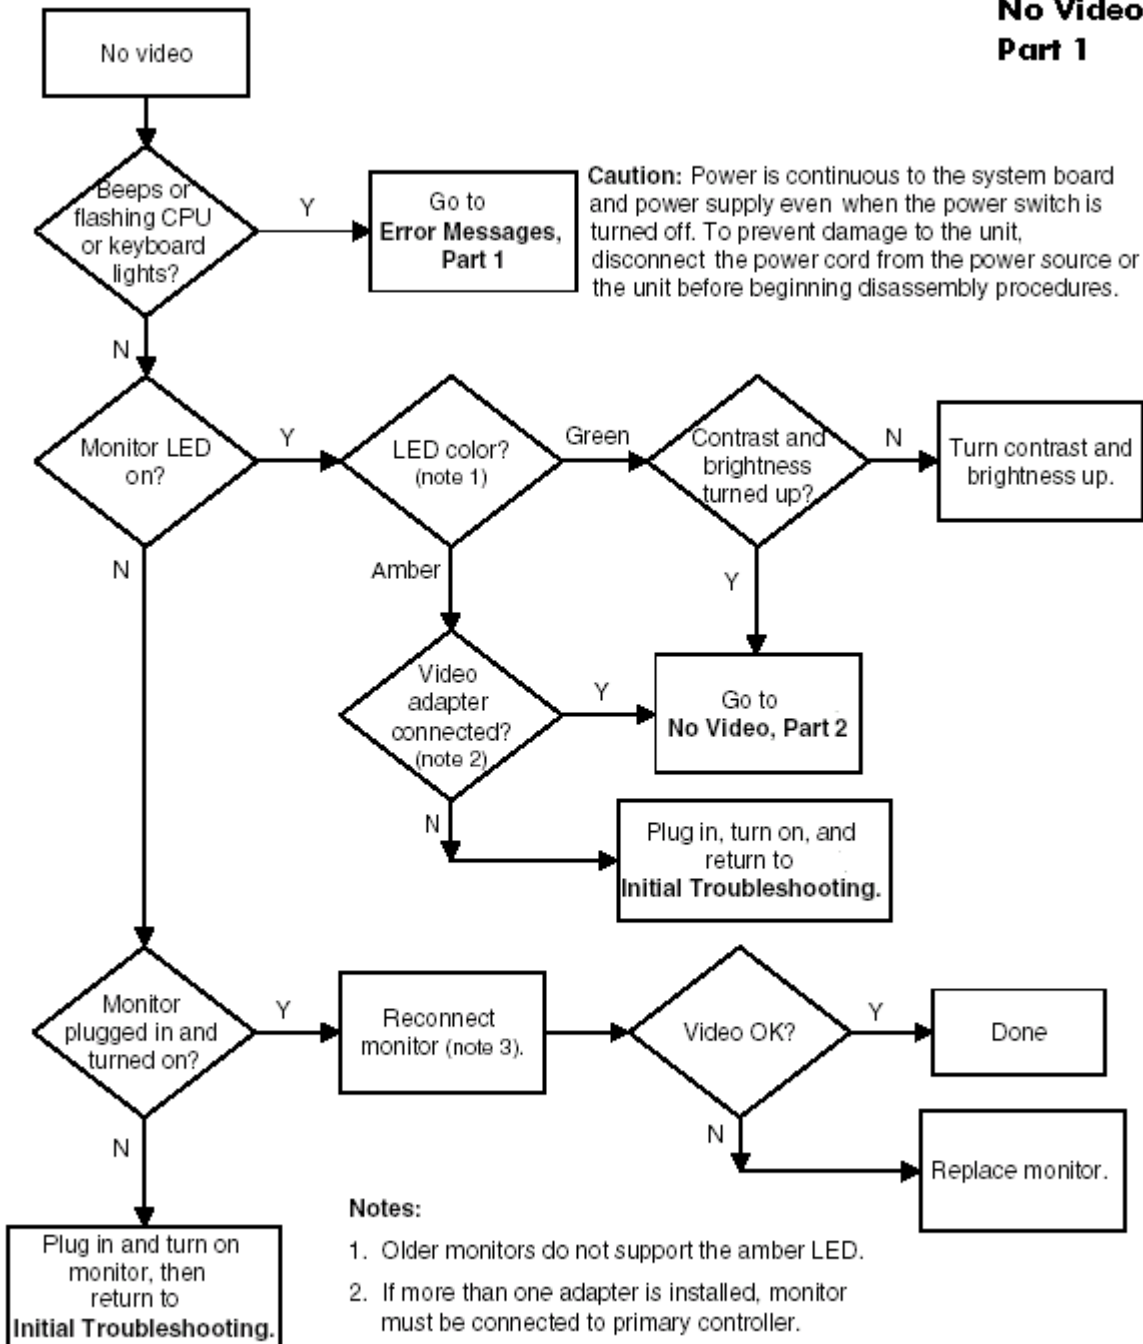 No Video
Part 1
No video
Beeps or
flashing CPU
or keyboard
lights?
Y
Go to
Error Messages,
Part 1
Caution: Power is continuous to the system board
and power supply even when the power switch is
turned off. To prevent damage to the unit,
disconnect the power cord from the power source or
the unit before beginning disassembly procedures.
N
Monitor LED
on?
Y
LED color?
(note 1)
Green
Contrast and
brightness
turned up?
N
Turn contrast and
brightness up.
N
Amber
Y
Video
adapter
connected?
(note 2)
Y
Go to
No Video, Part 2
N
Plug in, turn on, and
return to
Initial Troubleshooting.
Monitor
plugged in and
turned on?
Y
Reconnect
monitor (note 3).
Video OK?
Y
Done
N
N
Replace monitor.
Plug in and turn on
monitor, then
return to
Initial Troubleshooting.
Notes:
1. Older monitors do not support the amber LED.
2. If more than one adapter is installed, monitor
must be connected to primary controller.